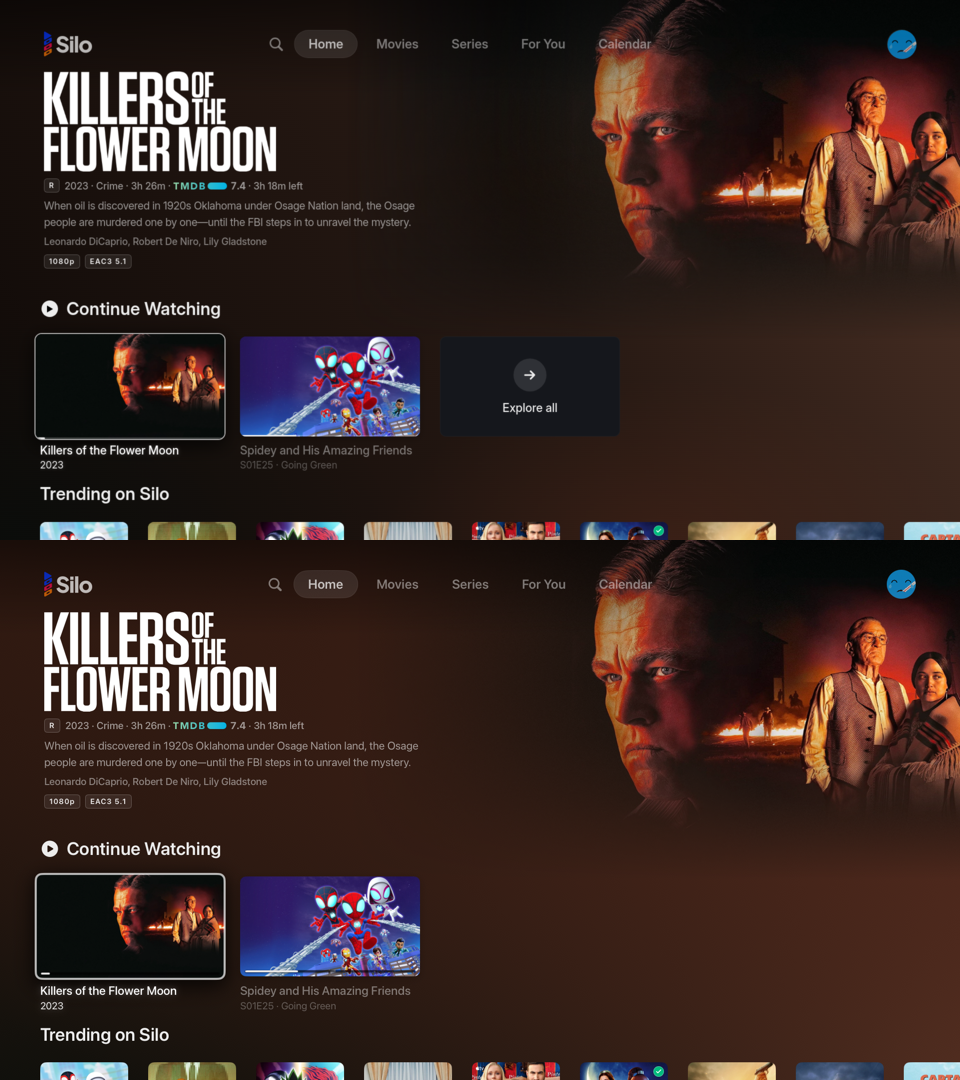 Silo
Home Movies Series For You Calendar
KILLERS OF THE
FLOWER MOON
R 2023 · Crime · 3h 26m · TMDB 7.4 · 3h 18m left
When oil is discovered in 1920s Oklahoma under Osage Nation land, the Osage
people are murdered one by one—until the FBI steps in to unravel the mystery.
Leonardo DiCaprio, Robert De Niro, Lily Gladstone
1080p EAC3 5.1
Continue Watching
Explore all
Killers of the Flower Moon
2023
Spidey and His Amazing Friends
S01E25 · Going Green
Trending on Silo
Silo
Home Movies Series For You Calendar
KILLERS OF THE
FLOWER MOON
R 2023 · Crime · 3h 26m · TMDB 7.4 · 3h 18m left
When oil is discovered in 1920s Oklahoma under Osage Nation land, the Osage
people are murdered one by one—until the FBI steps in to unravel the mystery.
Leonardo DiCaprio, Robert De Niro, Lily Gladstone
1080p EAC3 5.1
Continue Watching
Killers of the Flower Moon
2023
Spidey and His Amazing Friends
S01E25 · Going Green
Trending on Silo